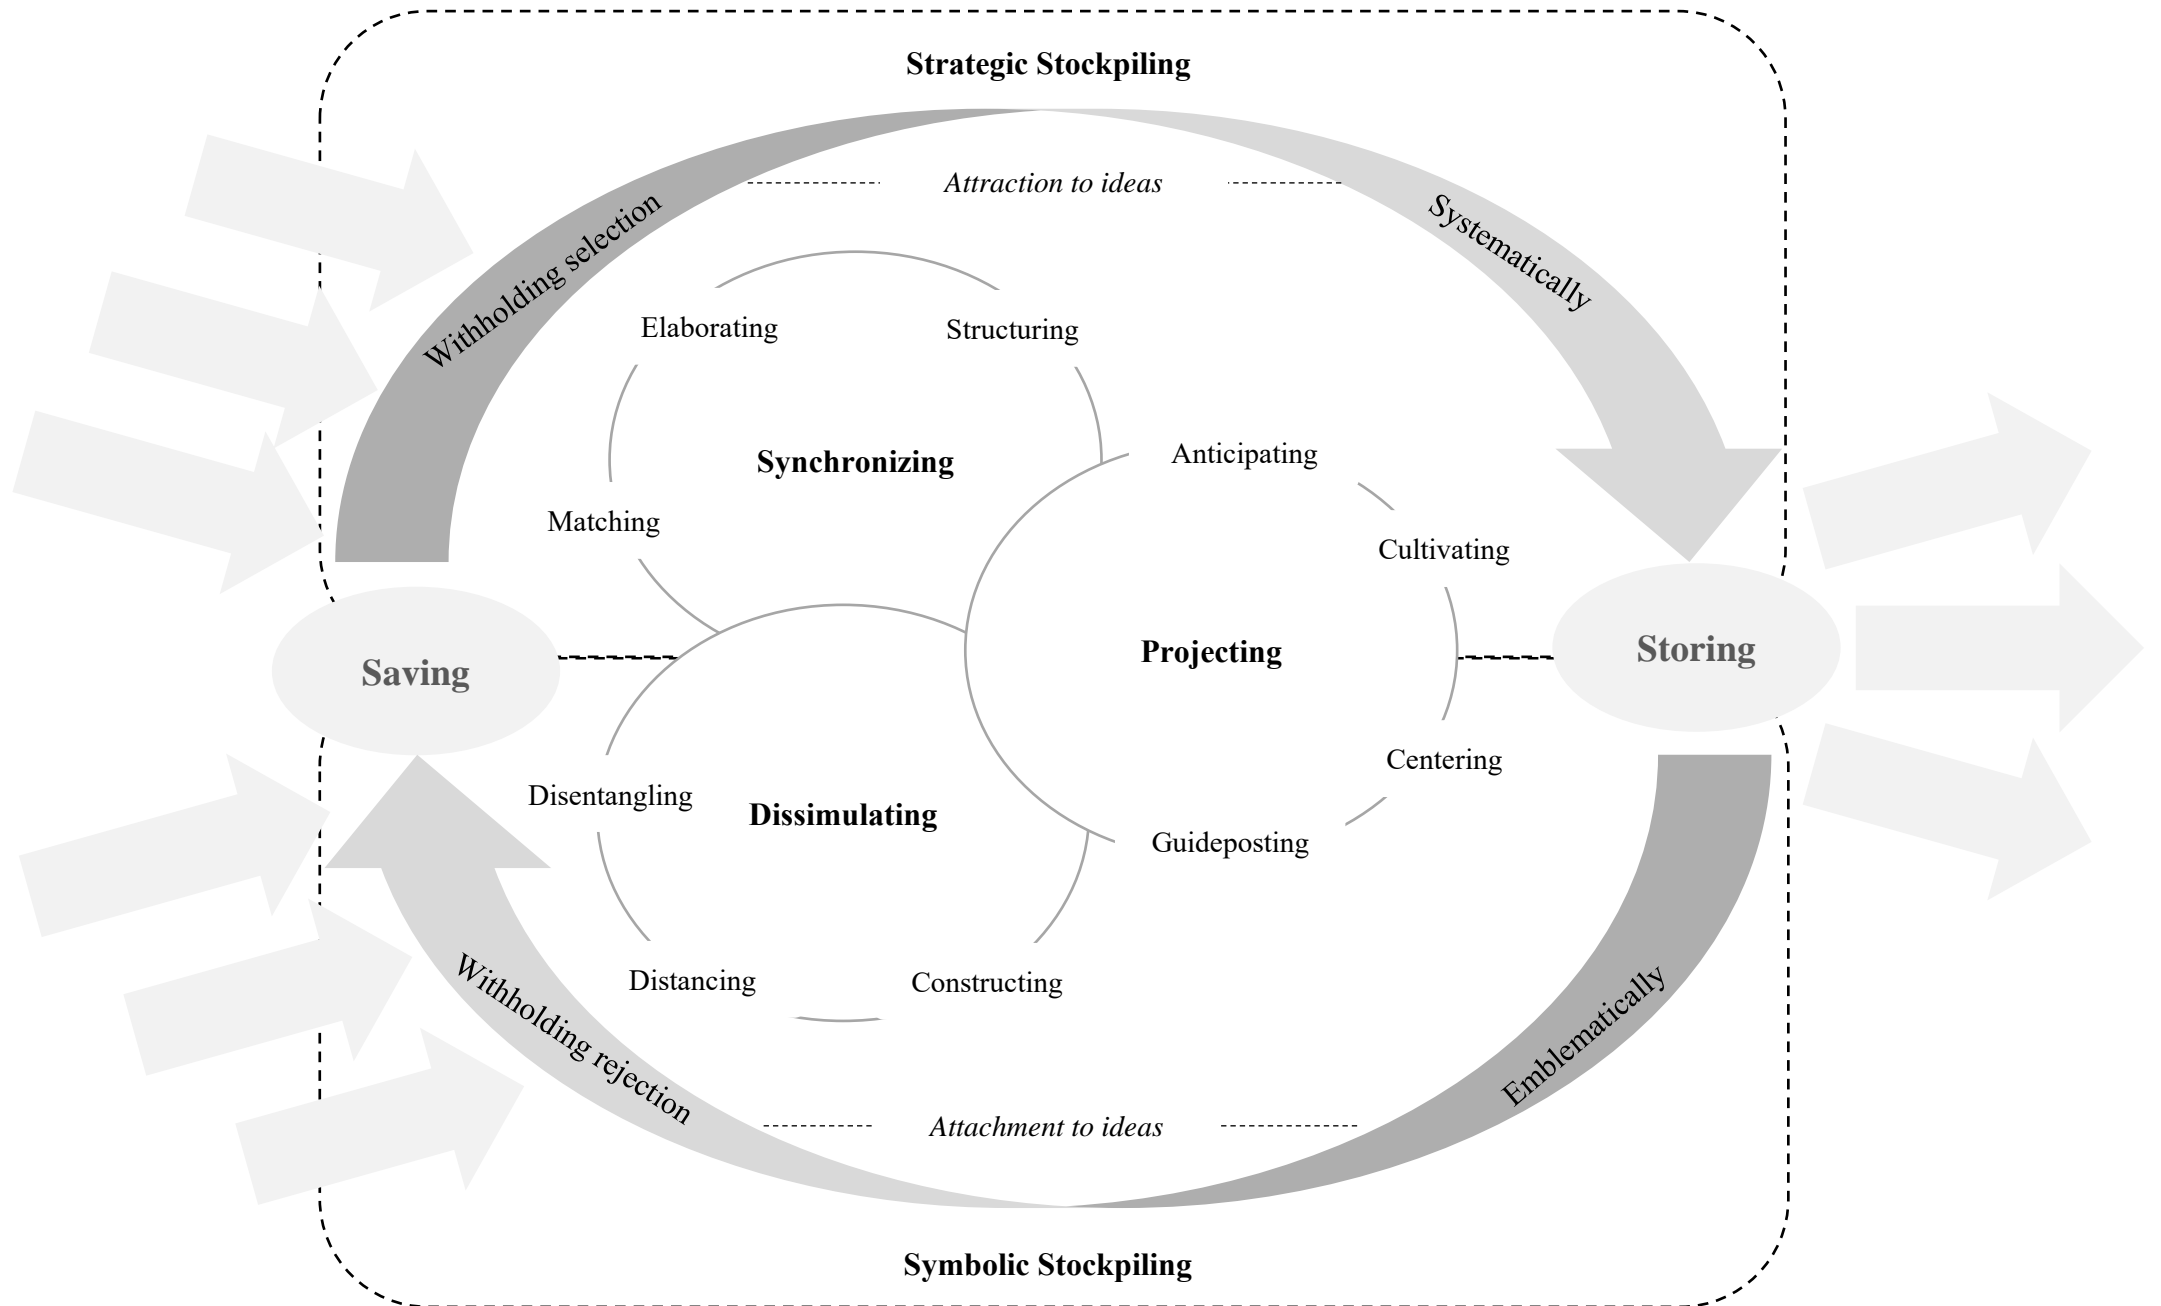 Strategic Stockpiling
Attraction to ideas
Withholding selection
Systematically
Elaborating
Structuring
Synchronizing
Matching
Anticipating
Cultivating
Projecting
Centering
Guideposting
Saving
Storing
Disentangling
Dissimulating
Distancing
Constructing
Withholding rejection
Emblematically
Attachment to ideas
Symbolic Stockpiling